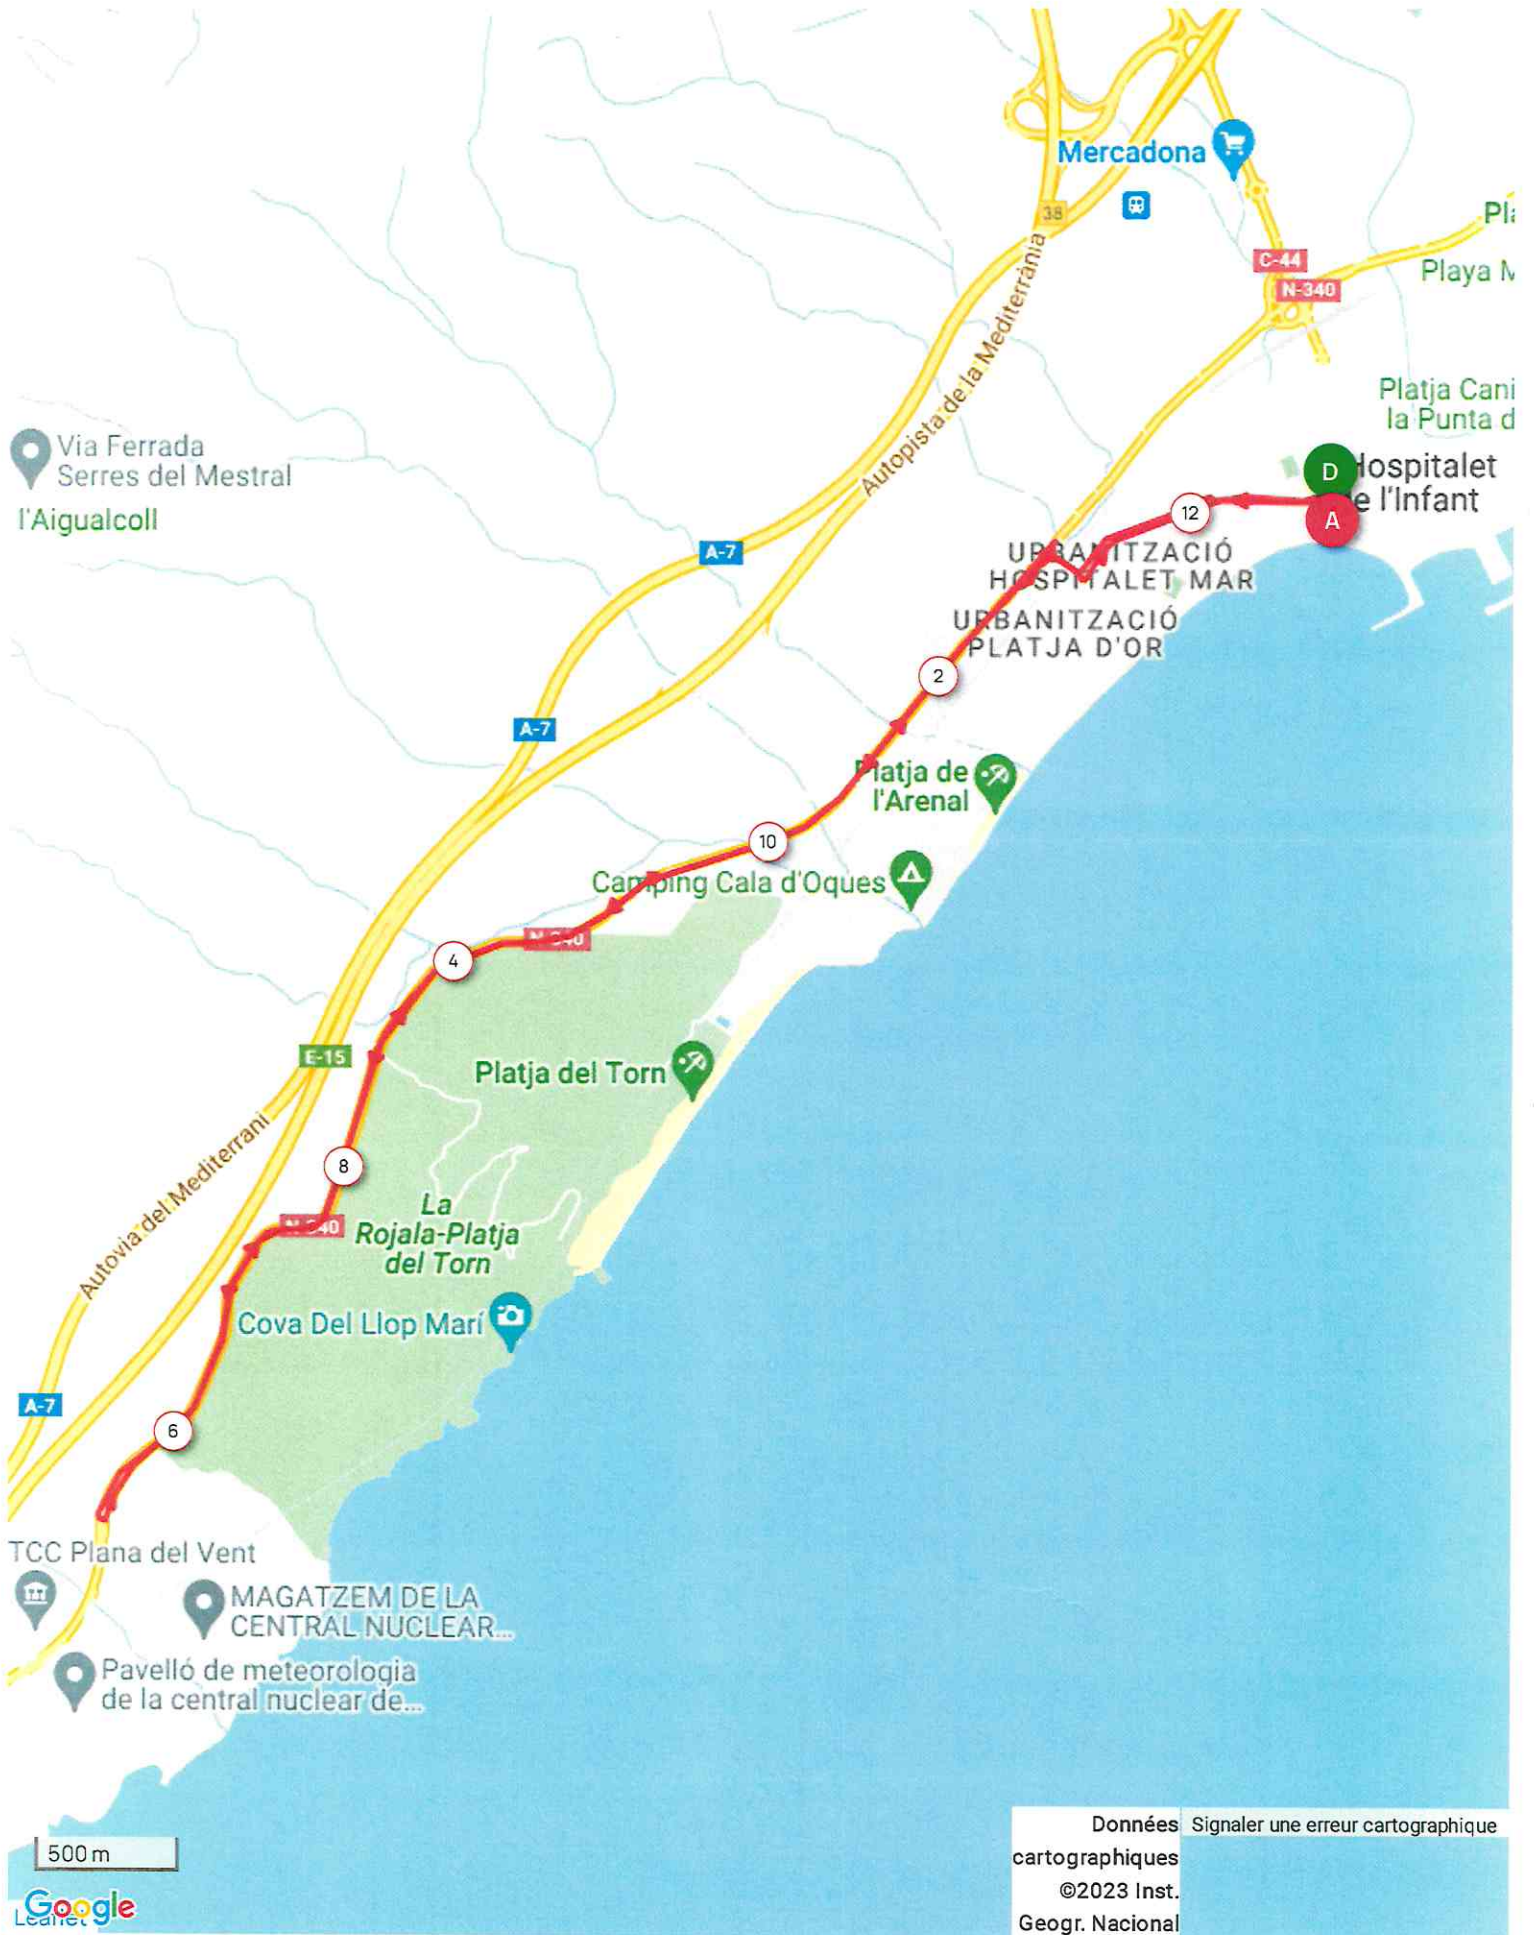 Mercadona
38
Pla
C-44
Playa M
N-340
Autopista de la Mediterrània
Platja Cani
la Punta d
Via Ferrada
Serres del Mestral
l'Aigualcoll
D
Hospitalet
de l'Infant
A
12
A-7
URBANITZACIÓ
HOSPITALET MAR
URBANITZACIÓ
PLATJA D'OR
2
A-7
Platja de
l'Arenal
10
Camping Cala d'Oques
N-340
4
E-15
Platja del Torn
Autovia del Mediterrani
8
La
Rojala-Platja
del Torn
N-340
Cova Del Llop Marí
A-7
6
TCC Plana del Vent
MAGATZEM DE LA
CENTRAL NUCLEAR...
Pavelló de meteorologia
de la central nuclear de...
500 m
Google
Leaflet
Données
cartographiques
©2023 Inst.
Geogr. Nacional
Signaler une erreur cartographique